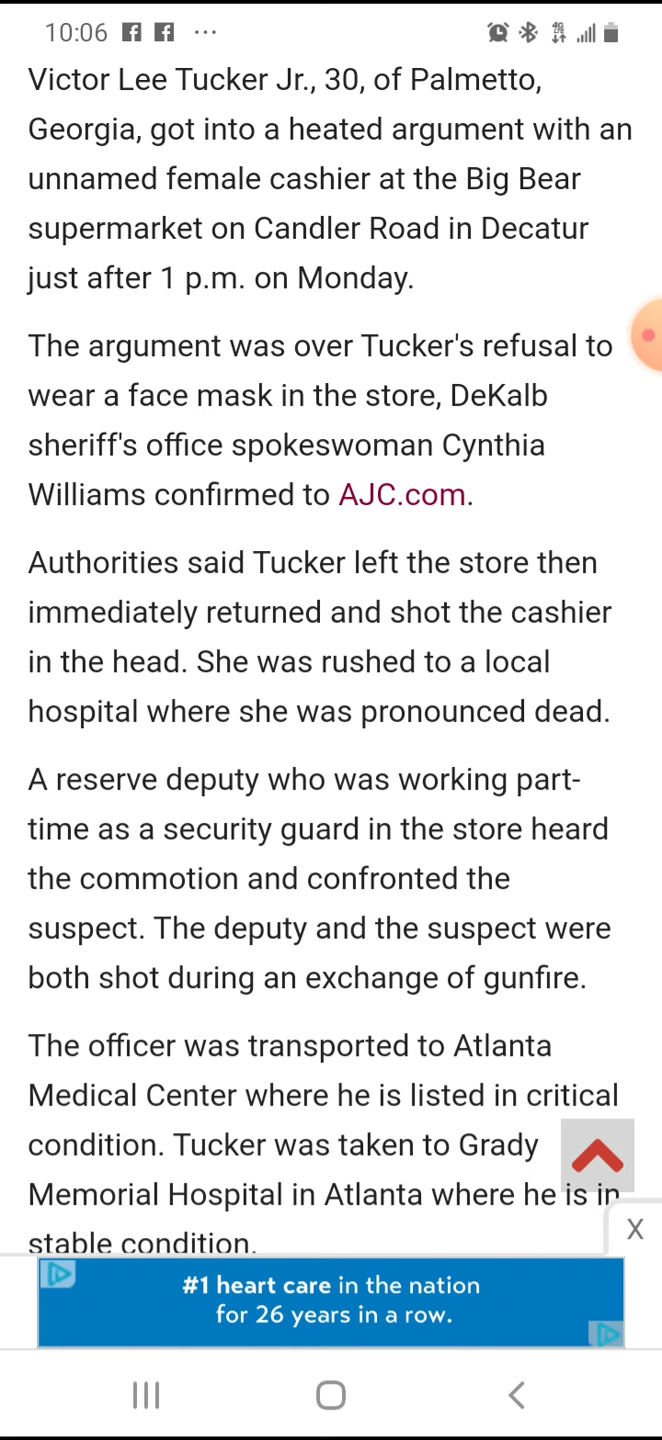 10:06
Victor Lee Tucker Jr., 30, of Palmetto,
Georgia, got into a heated argument with an
unnamed female cashier at the Big Bear
supermarket on Candler Road in Decatur
just after 1 p.m. on Monday.
The argument was over Tucker's refusal to
wear a face mask in the store, DeKalb
sheriff's office spokeswoman Cynthia
Williams confirmed to AJC.com.
Authorities said Tucker left the store then
immediately returned and shot the cashier
in the head. She was rushed to a local
hospital where she was pronounced dead.
A reserve deputy who was working part-
time as a security guard in the store heard
the commotion and confronted the
suspect. The deputy and the suspect were
both shot during an exchange of gunfire.
The officer was transported to Atlanta
Medical Center where he is listed in critical
condition. Tucker was taken to Grady
Memorial Hospital in Atlanta where he is in
stable condition.
X
#1 heart care in the nation
for 26 years in a row.